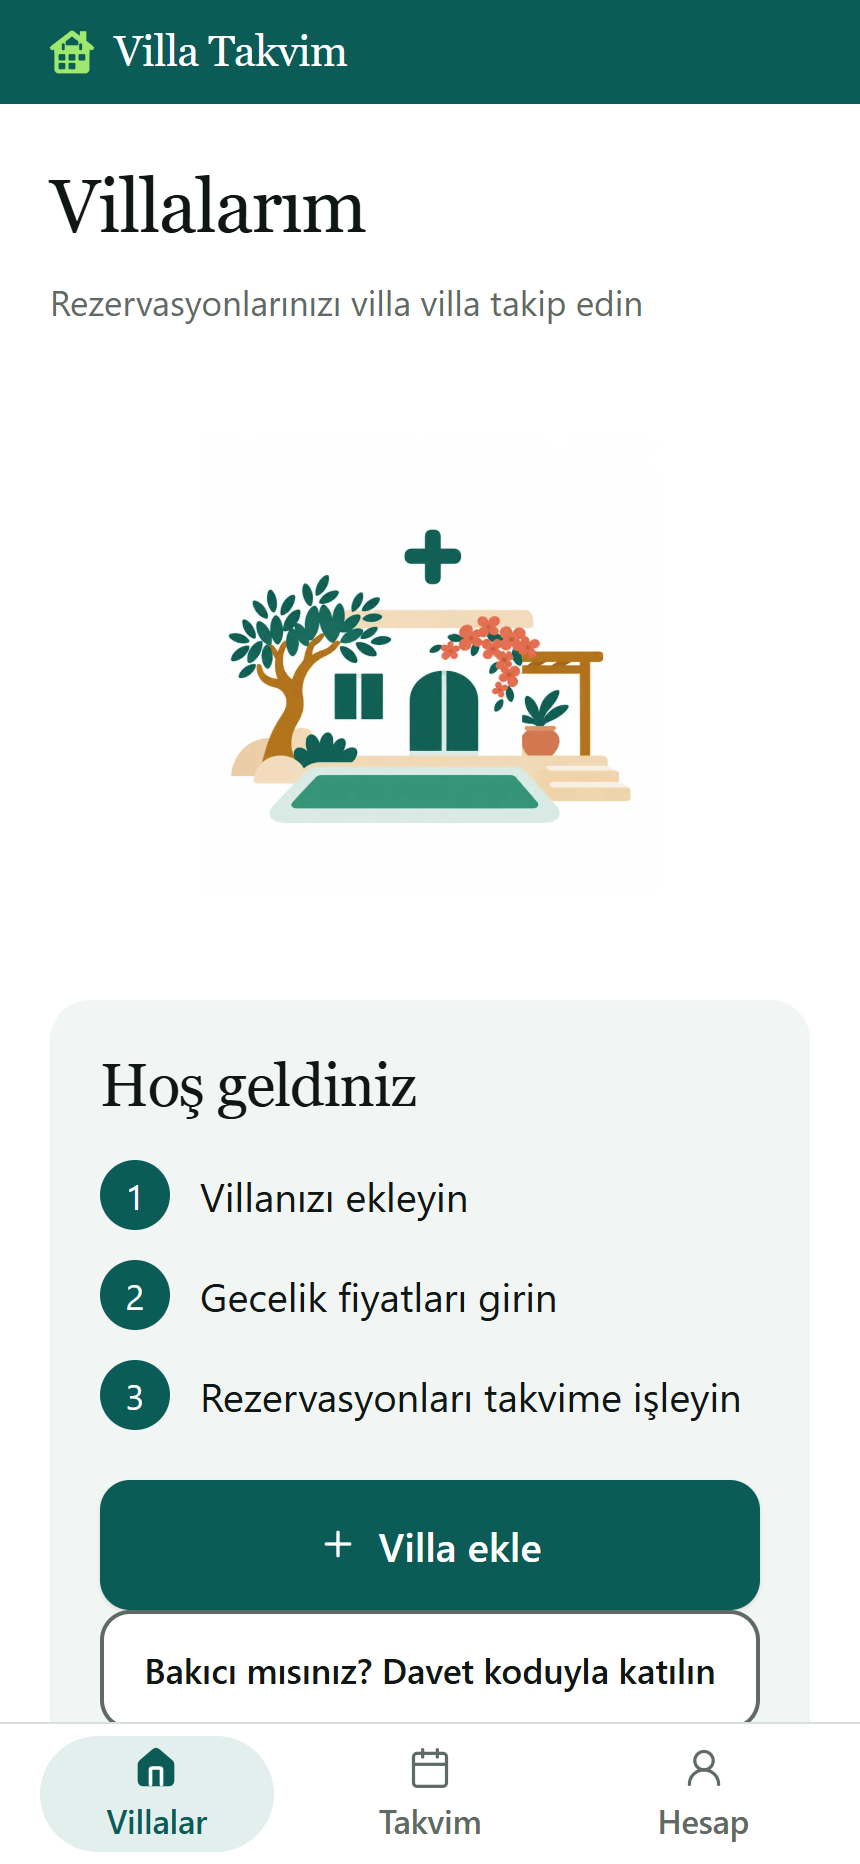 Villa Takvim
Villalarım
Rezervasyonlarınızı villa villa takip edin
Hoş geldiniz
1 Villanızı ekleyin
2 Gecelik fiyatları girin
3 Rezervasyonları takvime işleyin
+ Villa ekle
Bakıcı mısınız? Davet koduyla katılın
Villalar Takvim Hesap